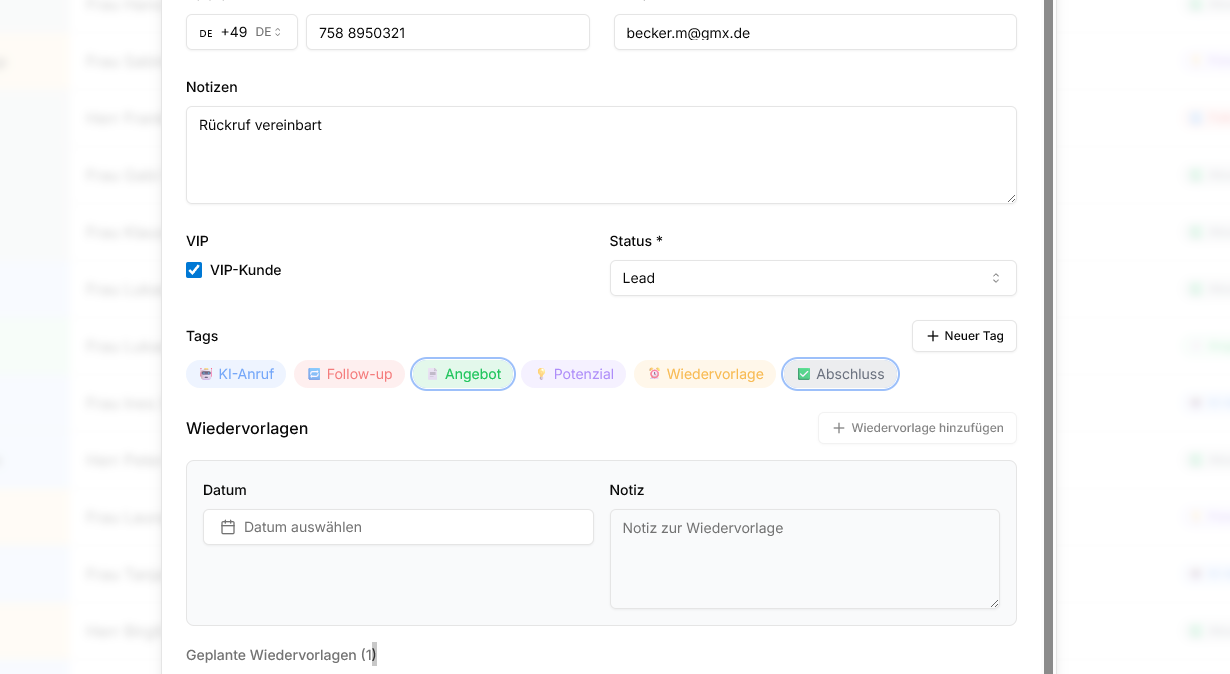 DE +49 DE
758 8950321
becker.m@gmx.de
Notizen
Rückruf vereinbart
VIP
Status *
VIP-Kunde
Lead
Tags
Neuer Tag
KI-Anruf
Follow-up
Angebot
Potenzial
Wiedervorlage
Abschluss
Wiedervorlagen
Wiedervorlage hinzufügen
Datum
Notiz
Datum auswählen
Notiz zur Wiedervorlage
Geplante Wiedervorlagen (1)